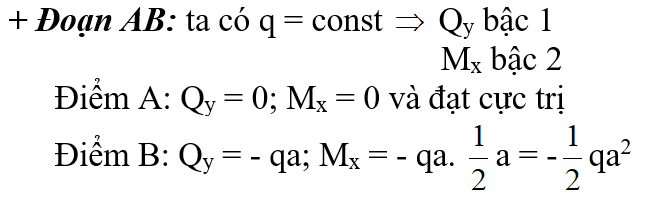 + Đoạn AB: ta có q = const ⇒ Qy bậc 1
Mx bậc 2
Điểm A: Qy = 0; Mx = 0 và đạt cực trị
Điểm B: Qy = - qa; Mx = - qa. 1/2 a = - 1/2 qa²